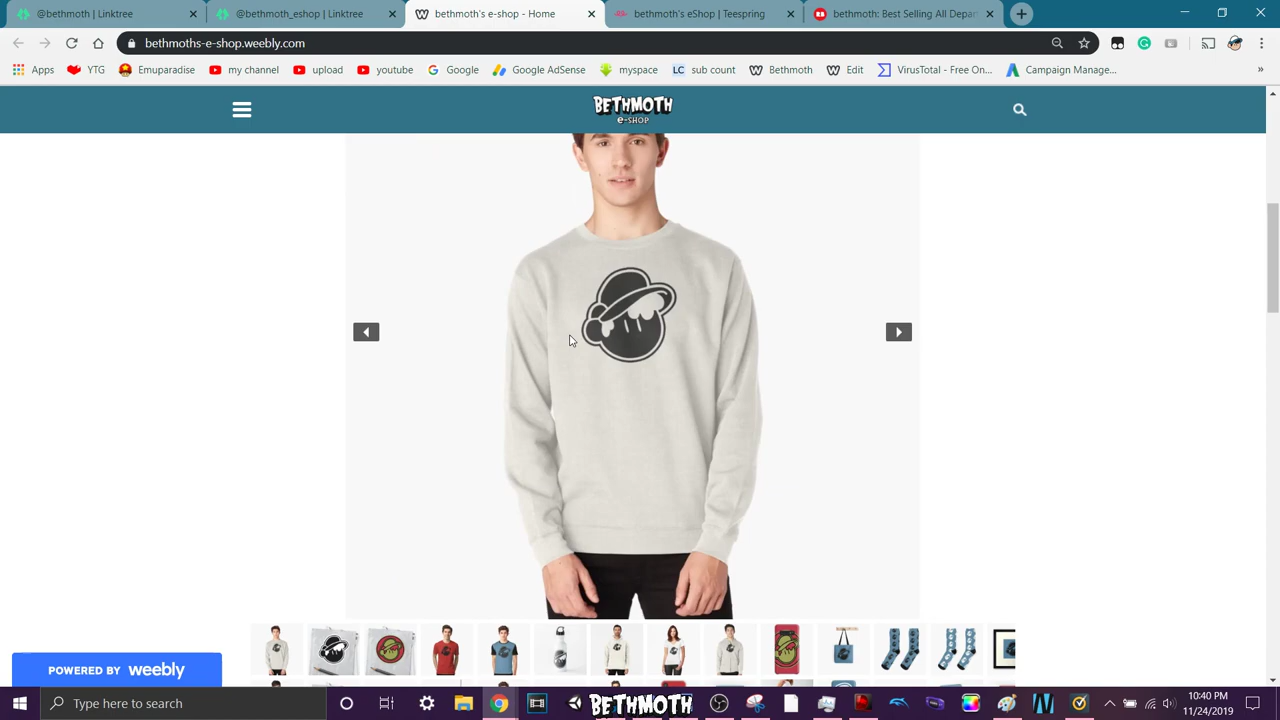 @bethmoth | Linktree
@bethmoth_eshop | Linktree
bethmoth's e-shop - Home
bethmoth's eShop | Teespring
bethmoth: Best Selling All Depar
bethmoths-e-shop.weebly.com
Apps
YTG
Emuparadise
my channel
upload
youtube
Google
Google AdSense
myspace
LC sub count
Bethmoth
Edit
VirusTotal - Free On...
Campaign Manage...
»
BETHMOTH
e-SHOP
POWERED BY weebly
Type here to search
BETHMOTH
10:40 PM
11/24/2019